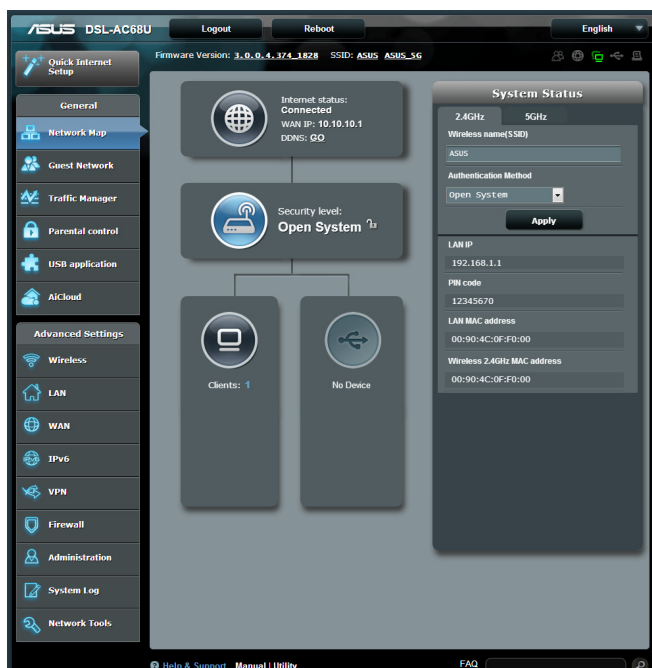 ASUS DSL-AC68U
Logout
Reboot
English
Quick Internet
Setup
Firmware Version: 3.0.0.4.374_1828 SSID: ASUS ASUS_5G
General
Network Map
Guest Network
Traffic Manager
Parental control
USB application
AiCloud
Advanced Settings
Wireless
LAN
WAN
IPv6
VPN
Firewall
Administration
System Log
Network Tools
Internet status:
Connected
WAN IP: 10.10.10.1
DDNS: GO
Security level:
Open System
Clients: 1
No Device
System Status
2.4GHz
5GHz
Wireless name(SSID)
ASUS
Authentication Method
Open System
Apply
LAN IP
192.168.1.1
PIN code
12345670
LAN MAC address
00:90:4C:0F:F0:00
Wireless 2.4GHz MAC address
00:90:4C:0F:F0:00
Help & Support Manual | Utility
FAQ